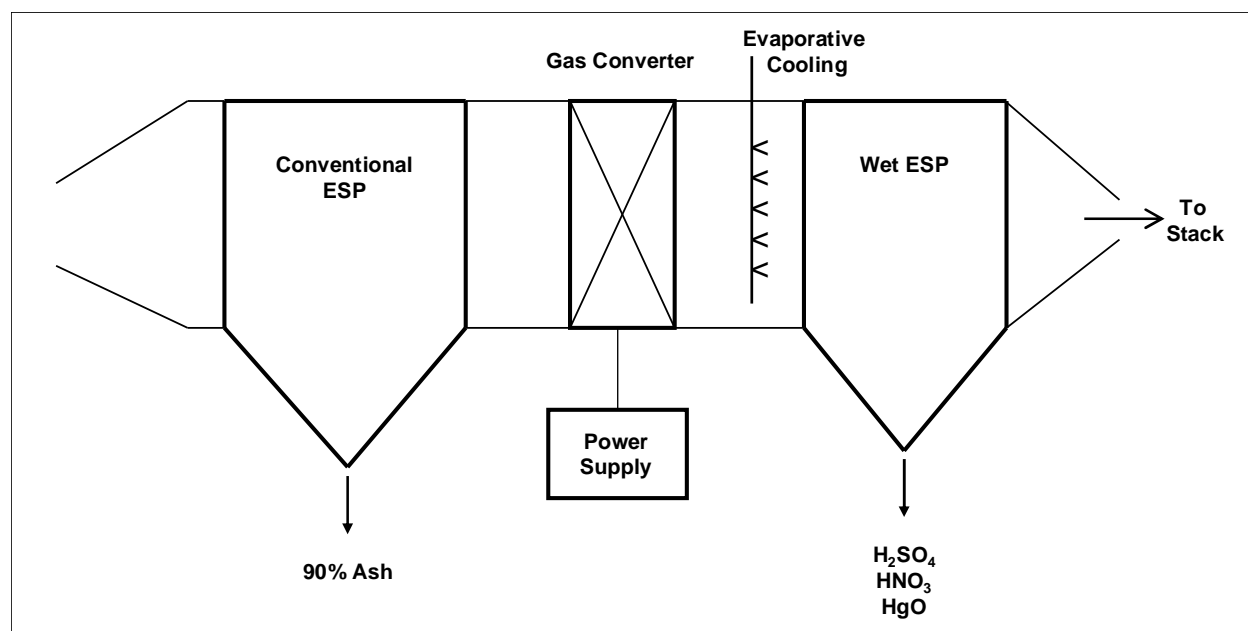 Evaporative
Cooling
Gas Converter
Conventional
ESP
Wet ESP
To
Stack
Power
Supply
90% Ash
H₂SO₄
HNO₃
HgO